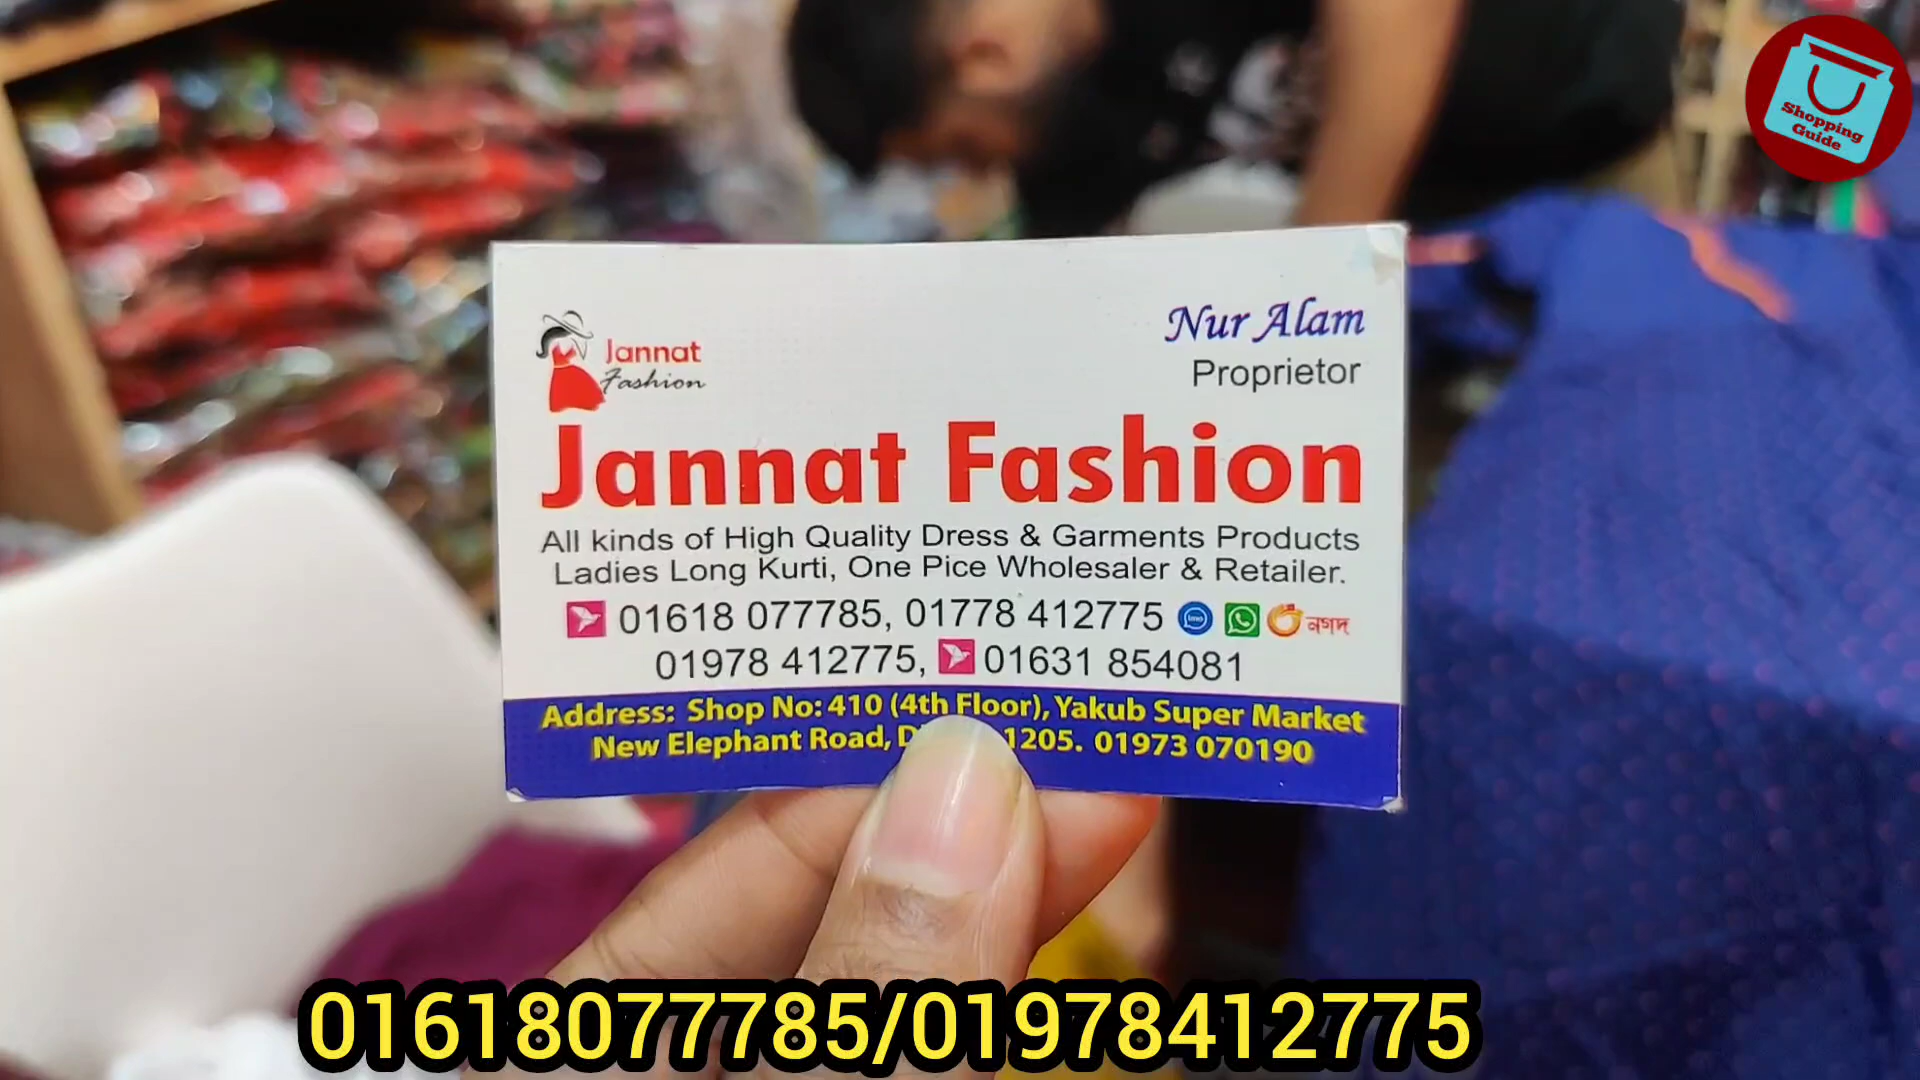 Shopping
Guide
Jannat
Fashion
Nur Alam
Proprietor
Jannat Fashion
All kinds of High Quality Dress & Garments Products
Ladies Long Kurti, One Pice Wholesaler & Retailer.
01618 077785, 01778 412775 imo নগদ
01978 412775, 01631 854081
Address: Shop No: 410 (4th Floor), Yakub Super Market
New Elephant Road, 1205. 01973 070190
01618077785/01978412775